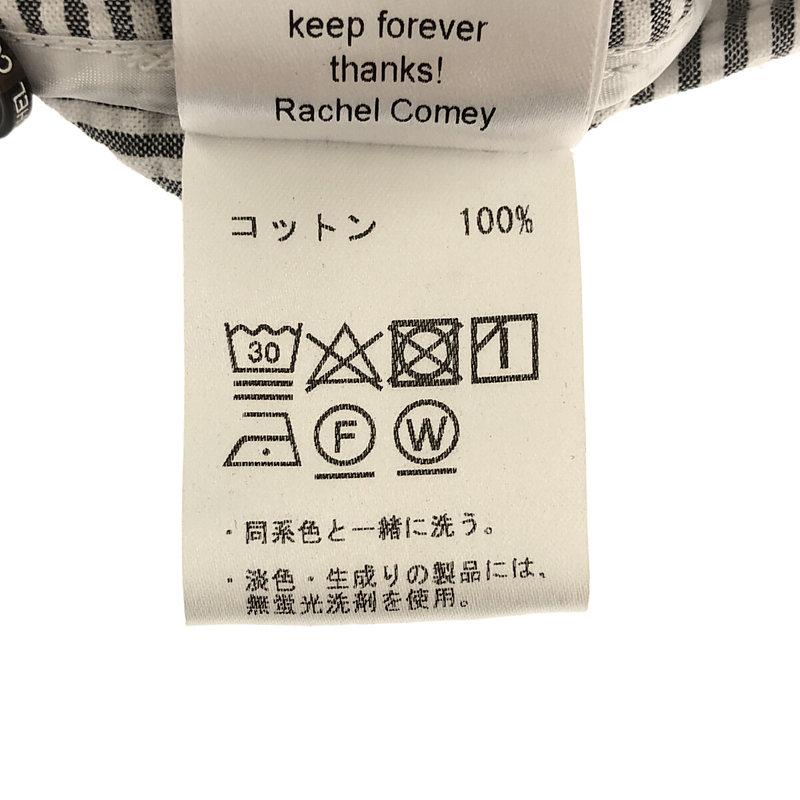 keep forever
thanks!
Rachel Comey
コットン 100%
30
F W
・同系色と一緒に洗う。
・淡色・生成りの製品には、
無蛍光洗剤を使用。